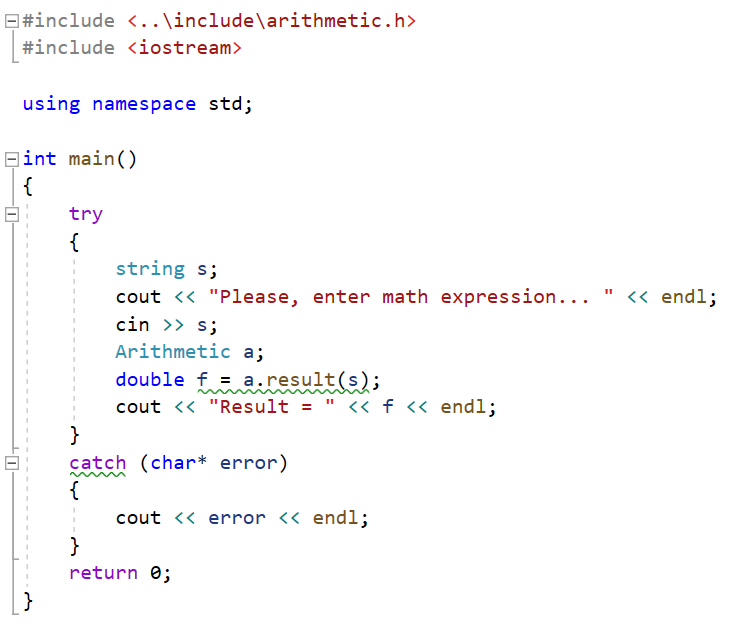 #include <..\include\arithmetic.h>
#include <iostream>
using namespace std;
int main()
{
try
{
string s;
cout << "Please, enter math expression... " << endl;
cin >> s;
Arithmetic a;
double f = a.result(s);
cout << "Result = " << f << endl;
}
catch (char* error)
{
cout << error << endl;
}
return 0;
}